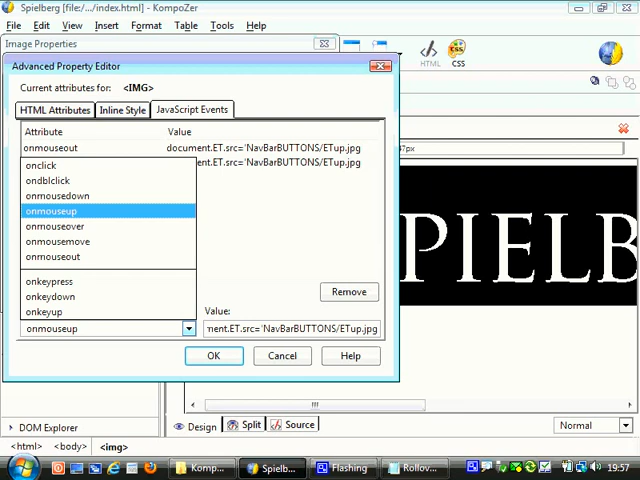 Spielberg [file:/.../index.html] - KompoZer
File Edit View Insert Format Table Tools Help
Image Properties
HTML CSS
Advanced Property Editor
Current attributes for: <IMG>
HTML Attributes Inline Style JavaScript Events
Attribute Value
onmouseout document.ET.src='NavBarBUTTONS/ETup.jpg
ment.ET.src='NavBarBUTTONS/ETup.jpg
47px
onclick
ondblclick
onmousedown
onmouseup
onmouseover
onmousemove
onmouseout
onkeypress
onkeydown
onkeyup
SPIELB
Remove
Value:
onmouseup ment.ET.src='NavBarBUTTONS/ETup.jpg
OK Cancel Help
DOM Explorer
Design Split Source Normal
<html> <body> <img>
Komp... Spielb... Flashing Rollov... 19:57